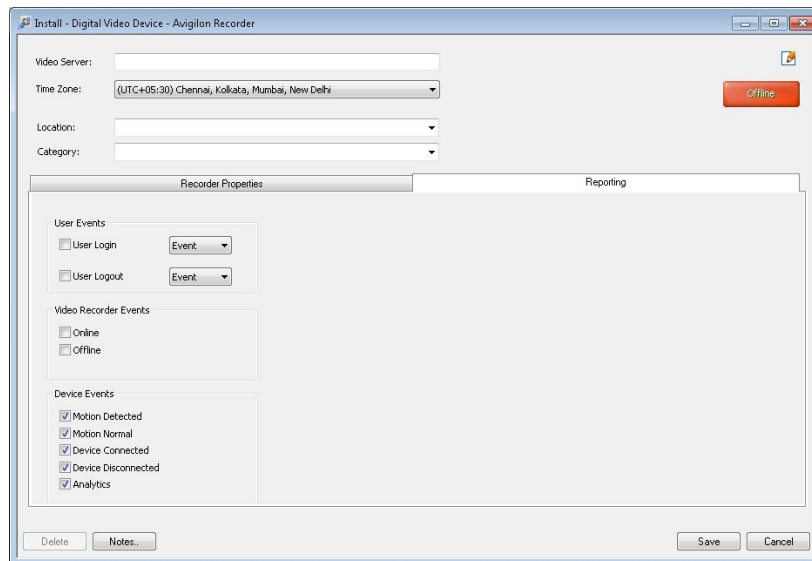 Install - Digital Video Device - Avigilon Recorder
Video Server:
Time Zone: (UTC+05:30) Chennai, Kolkata, Mumbai, New Delhi
Offline
Location:
Category:
Recorder Properties Reporting
User Events
User Login Event
User Logout Event
Video Recorder Events
Online
Offline
Device Events
Motion Detected
Motion Normal
Device Connected
Device Disconnected
Analytics
Delete Notes.. Save Cancel